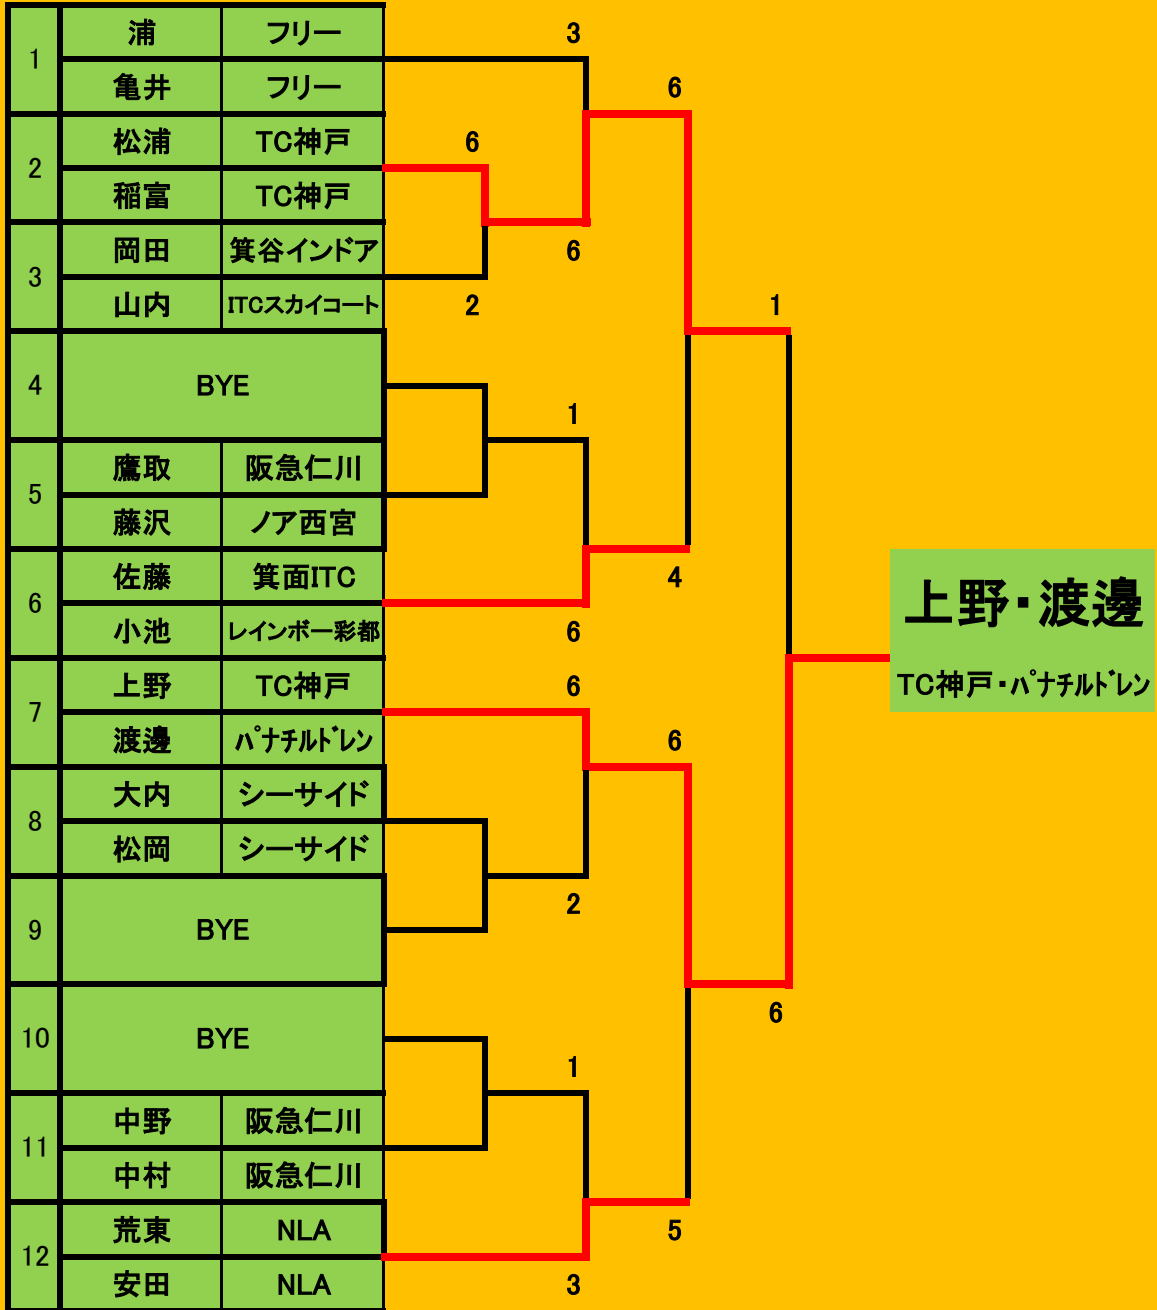 1
浦 フリー
亀井 フリー
2
松浦 TC神戸
稲富 TC神戸
3
岡田 箕谷インドア
山内 ITCスカイコート
4
BYE
5
鷹取 阪急仁川
藤沢 ノア西宮
6
佐藤 箕面ITC
小池 レインボー彩都
7
上野 TC神戸
渡邊 パナチルドレン
8
大内 シーサイド
松岡 シーサイド
9
BYE
10
BYE
11
中野 阪急仁川
中村 阪急仁川
12
荒東 NLA
安田 NLA
6
2
3
6
1
6
6
2
1
3
6
4
6
5
1
6
上野・渡邊
TC神戸・パナチルドレン